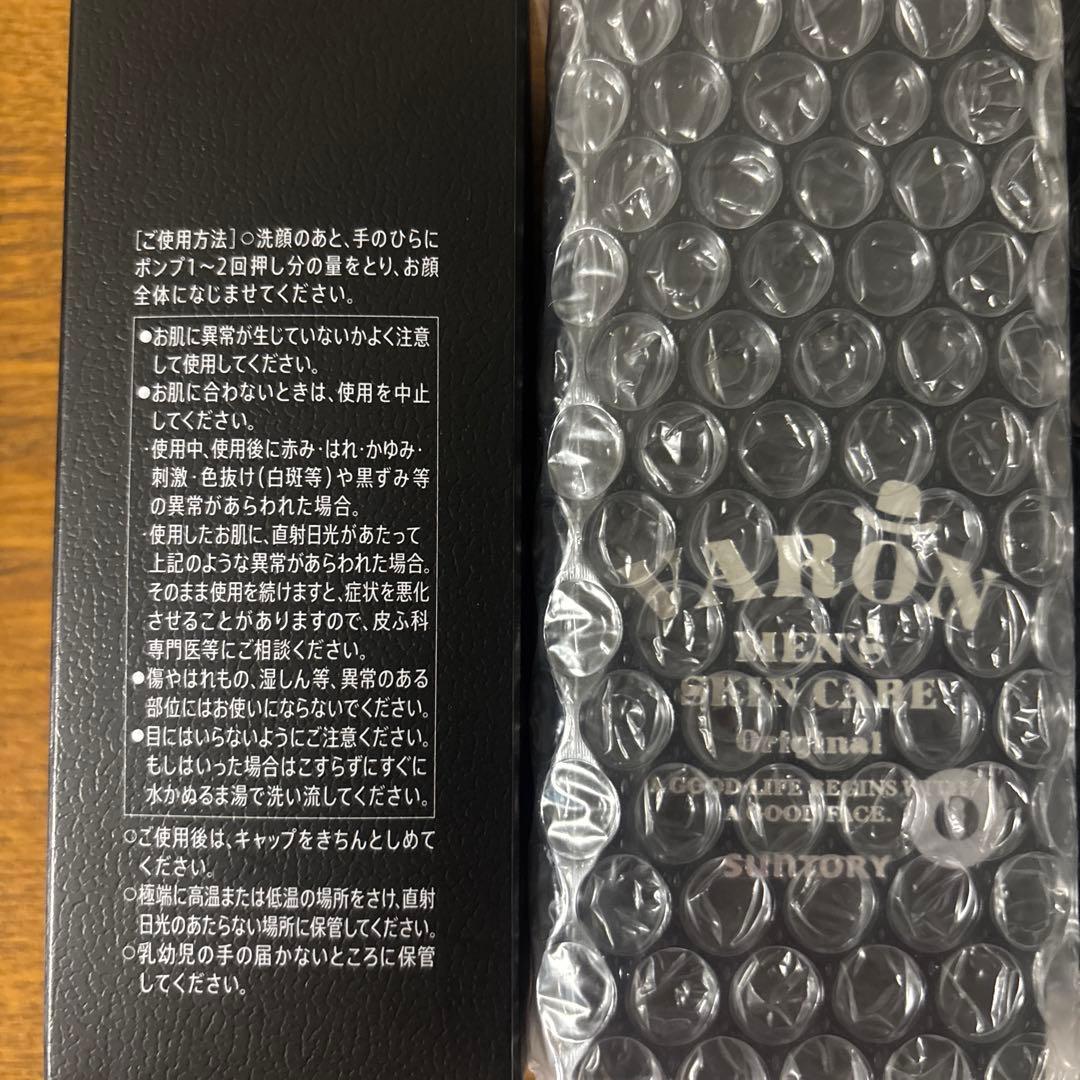 [ご使用方法]○洗顔のあと、手のひらに
ポンプ1〜2回押し分の量をとり、お顔
全体になじませてください。
●お肌に異常が生じていないかよく注意
して使用してください。
●お肌に合わないときは、使用を中止
してください。
・使用中、使用後に赤み・はれ・かゆみ・
刺激・色抜け(白斑等)や黒ずみ等
の異常があらわれた場合。
・使用したお肌に、直射日光があたって
上記のような異常があらわれた場合。
そのまま使用を続けますと、症状を悪化
させることがありますので、皮ふ科
専門医等にご相談ください。
●傷やはれもの、湿しん等、異常のある
部位にはお使いにならないでください。
●目にはいらないようにご注意ください。
もしはいった場合はこすらずにすぐに
水かぬるま湯で洗い流してください。
○ご使用後は、キャップをきちんとしめて
ください。
○極端に高温または低温の場所をさけ、直射
日光のあたらない場所に保管してください。
○乳幼児の手の届かないところに保管
してください。
VARON
MEN'S
SKIN CARE
Original
A GOOD LIFE BEGINS WITH
A GOOD FACE.
SUNTORY